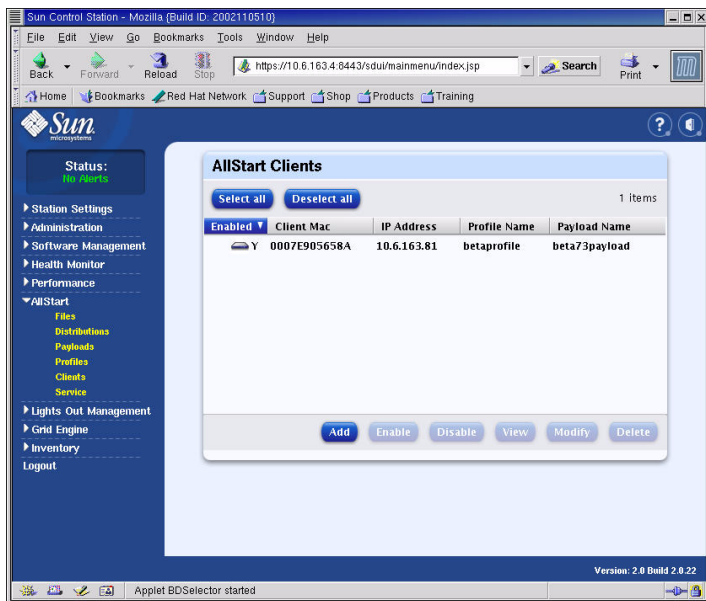 Sun Control Station - Mozilla {Build ID: 2002110510}
File Edit View Go Bookmarks Tools Window Help
Back Forward Reload Stop https://10.6.163.4:8443/sdui/mainmenu/index.jsp Search Print
Home Bookmarks Red Hat Network Support Shop Products Training
Sun
microsystems
Status:
No Alerts
Station Settings
Administration
Software Management
Health Monitor
Performance
AllStart
Files
Distributions
Payloads
Profiles
Clients
Service
Lights Out Management
Grid Engine
Inventory
Logout
AllStart Clients
Select all Deselect all 1 items
Enabled Client Mac IP Address Profile Name Payload Name
Y 0007E905658A 10.6.163.81 betaprofile beta73payload
Add Enable Disable View Modify Delete
Version: 2.0 Build 2.0.22
Applet BDSelector started